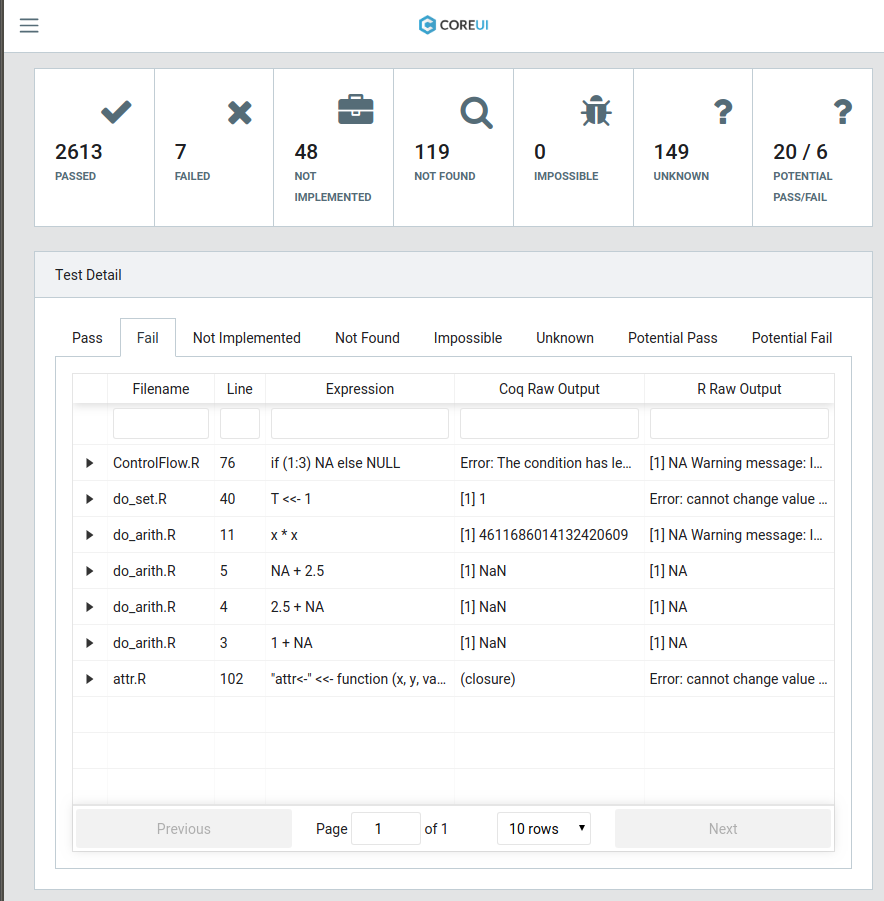 COREUI
2613 7 48 119 0 149 20 / 6
PASSED FAILED NOT NOT FOUND IMPOSSIBLE UNKNOWN POTENTIAL
IMPLEMENTED PASS/FAIL
Test Detail
Pass Fail Not Implemented Not Found Impossible Unknown Potential Pass Potential Fail
Filename Line Expression Coq Raw Output R Raw Output
ControlFlow.R 76 if (1:3) NA else NULL Error: The condition has le... [1] NA Warning message: I...
do_set.R 40 T <<- 1 [1] 1 Error: cannot change value ...
do_arith.R 11 x * x [1] 4611686014132420609 [1] NA Warning message: I...
do_arith.R 5 NA + 2.5 [1] NaN [1] NA
do_arith.R 4 2.5 + NA [1] NaN [1] NA
do_arith.R 3 1 + NA [1] NaN [1] NA
attr.R 102 "attr<-" <<- function (x, y, va... (closure) Error: cannot change value ...
Previous Page 1 of 1 10 rows Next